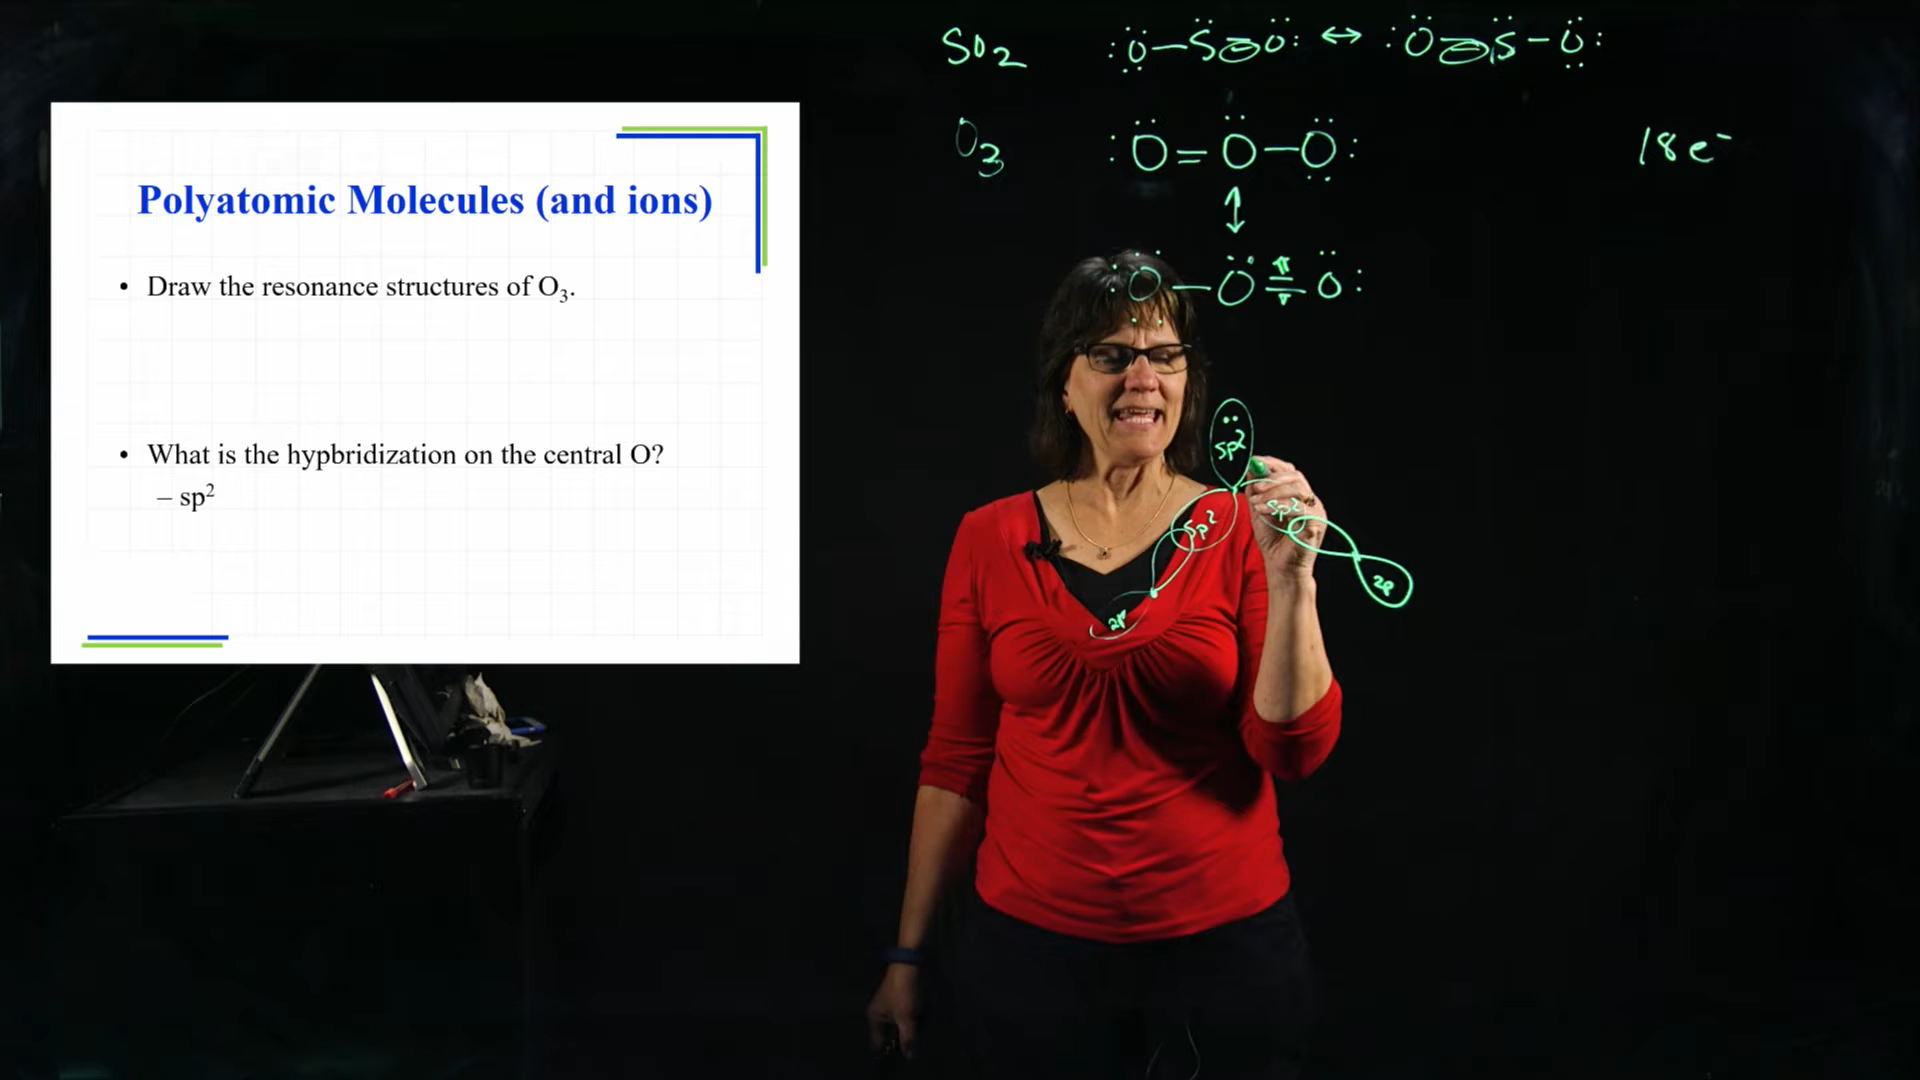 Polyatomic Molecules (and ions)
• Draw the resonance structures of O₃.
• What is the hypbridization on the central O?
– sp²
SO₂ :Ö—S̈=Ö: ↔ :Ö=S̈—Ö:
O₃ :Ö=Ö—Ö: 18e⁻
↕
:Ö—Ö=Ö:
π
σ
sp²
sp² sp²
2p 2p